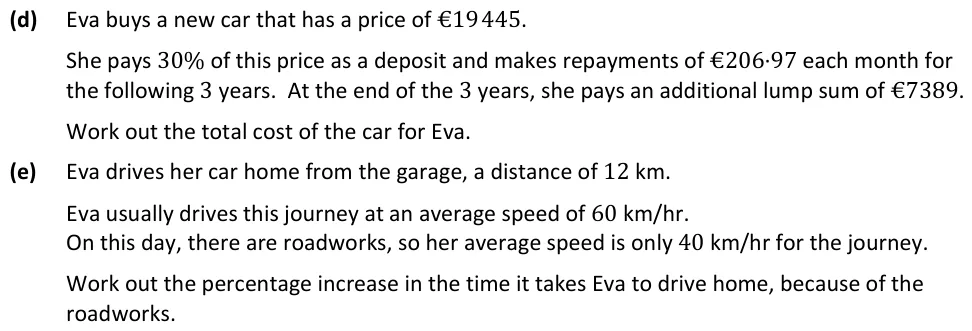 (d) Eva buys a new car that has a price of €19 445.
She pays 30% of this price as a deposit and makes repayments of €206·97 each month for
the following 3 years. At the end of the 3 years, she pays an additional lump sum of €7389.
Work out the total cost of the car for Eva.
(e) Eva drives her car home from the garage, a distance of 12 km.
Eva usually drives this journey at an average speed of 60 km/hr.
On this day, there are roadworks, so her average speed is only 40 km/hr for the journey.
Work out the percentage increase in the time it takes Eva to drive home, because of the
roadworks.